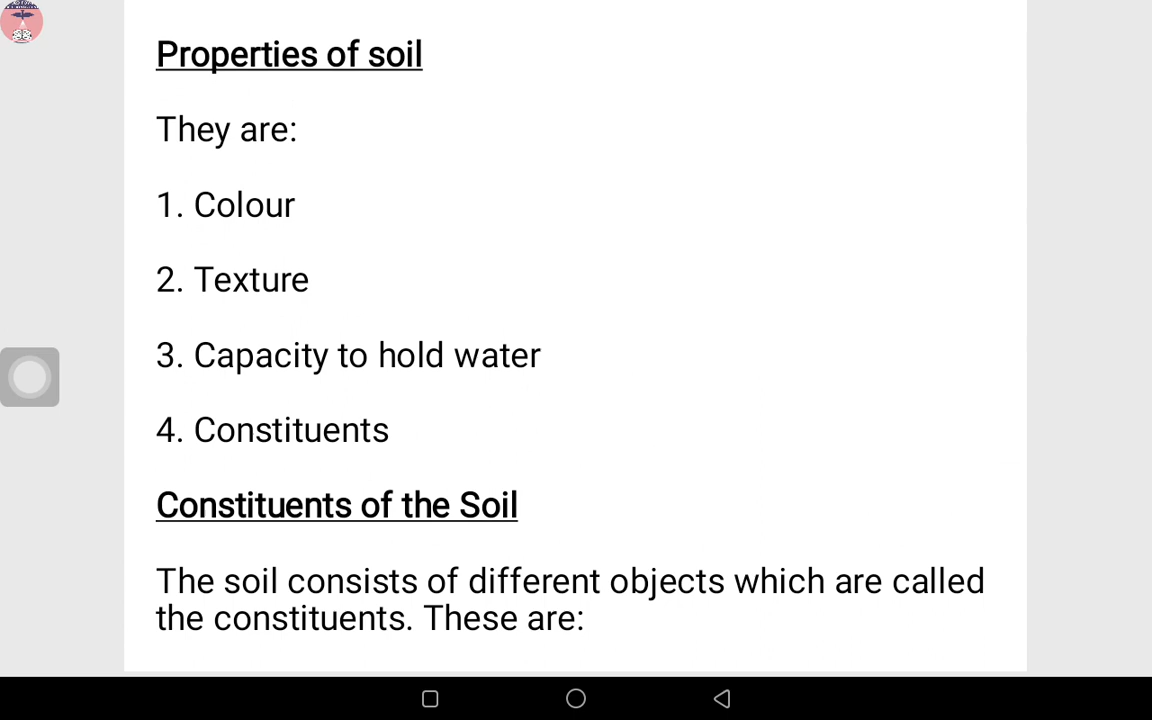 Properties of soil
They are:
1. Colour
2. Texture
3. Capacity to hold water
4. Constituents
Constituents of the Soil
The soil consists of different objects which are called
the constituents. These are: